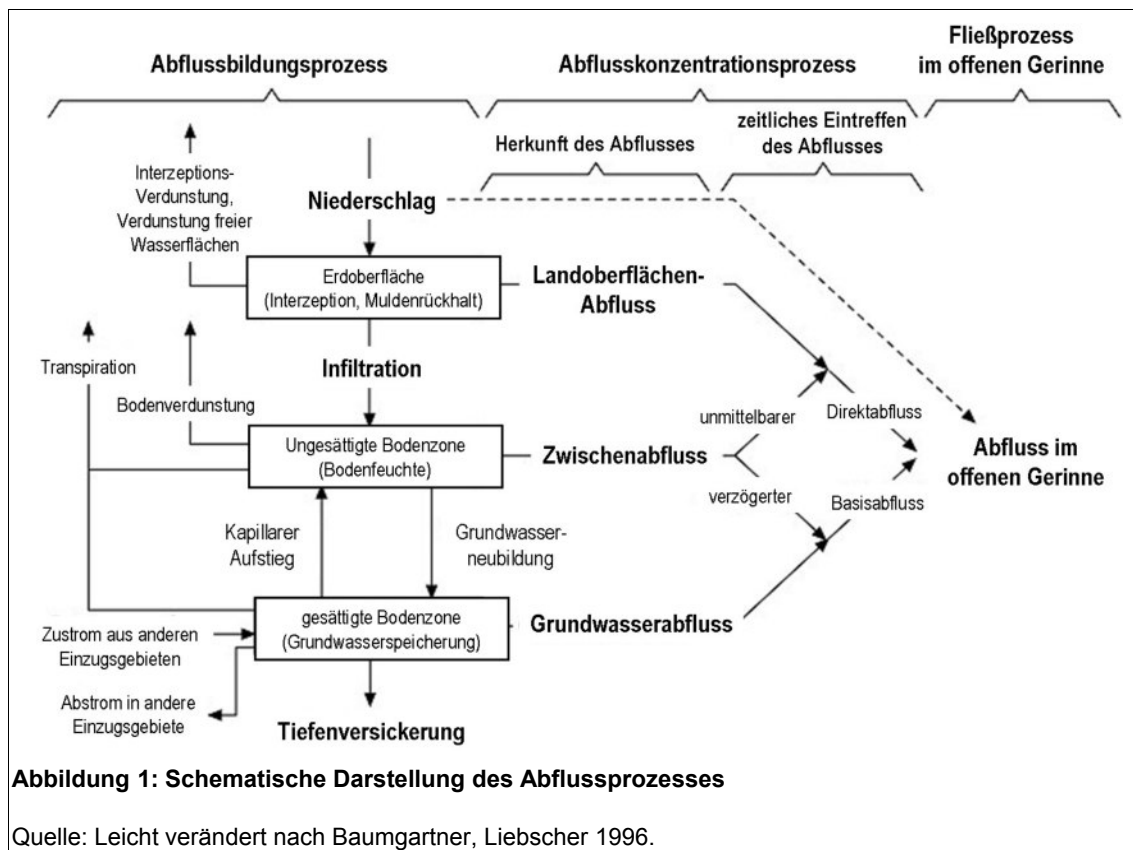 Abflussbildungsprozess
Abflusskonzentrationsprozess
Fließprozess
im offenen Gerinne
Herkunft des Abflusses
zeitliches Eintreffen
des Abflusses
Interzeptions-
Verdunstung,
Verdunstung freier
Wasserflächen
Niederschlag
Erdoberfläche
(Interzeption, Muldenrückhalt)
Landoberflächen-
Abfluss
Transpiration
Infiltration
Bodenverdunstung
unmittelbarer
Direktabfluss
Ungesättigte Bodenzone
(Bodenfeuchte)
Zwischenabfluss
Abfluss im
offenen Gerinne
verzögerter
Basisabfluss
Kapillarer
Aufstieg
Grundwasser-
neubildung
gesättigte Bodenzone
(Grundwasserspeicherung)
Grundwasserabfluss
Zustrom aus anderen
Einzugsgebieten
Abstrom in andere
Einzugsgebiete
Tiefenversickerung
Abbildung 1: Schematische Darstellung des Abflussprozesses
Quelle: Leicht verändert nach Baumgartner, Liebscher 1996.